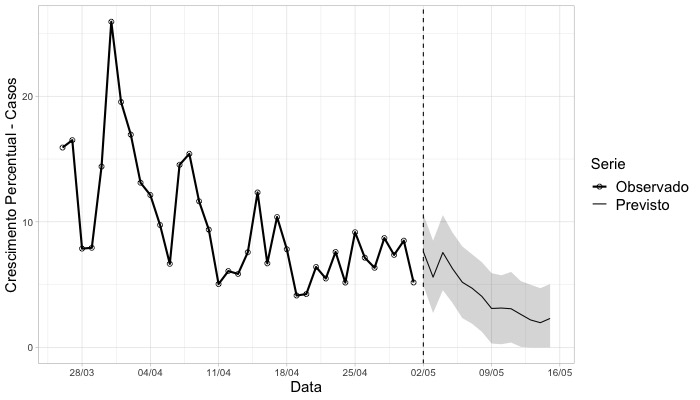 Crescimento Percentual - Casos
20
10
0
28/03 04/04 11/04 18/04 25/04 02/05 09/05 16/05
Data
Serie
Observado
Previsto